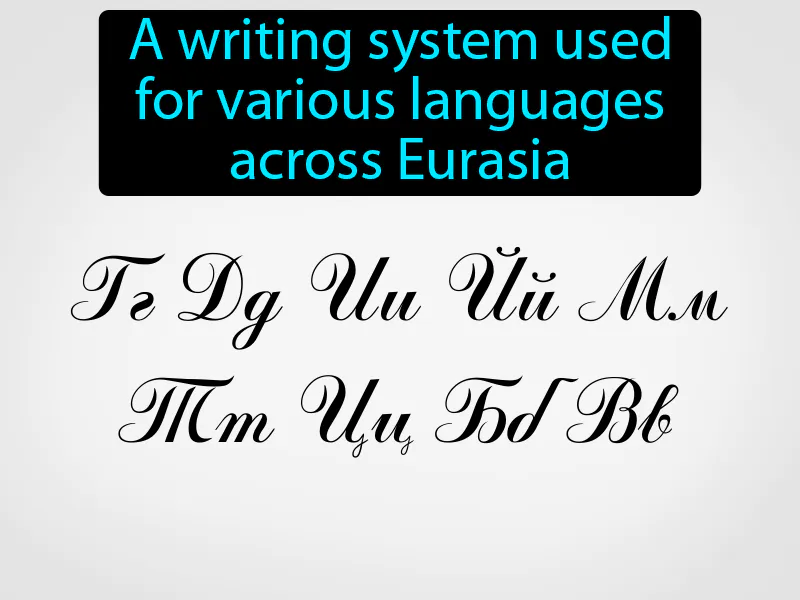 A writing system used
for various languages
across Eurasia
Гг Дд Ии Йй Мм
Тт Цц Бб Вв